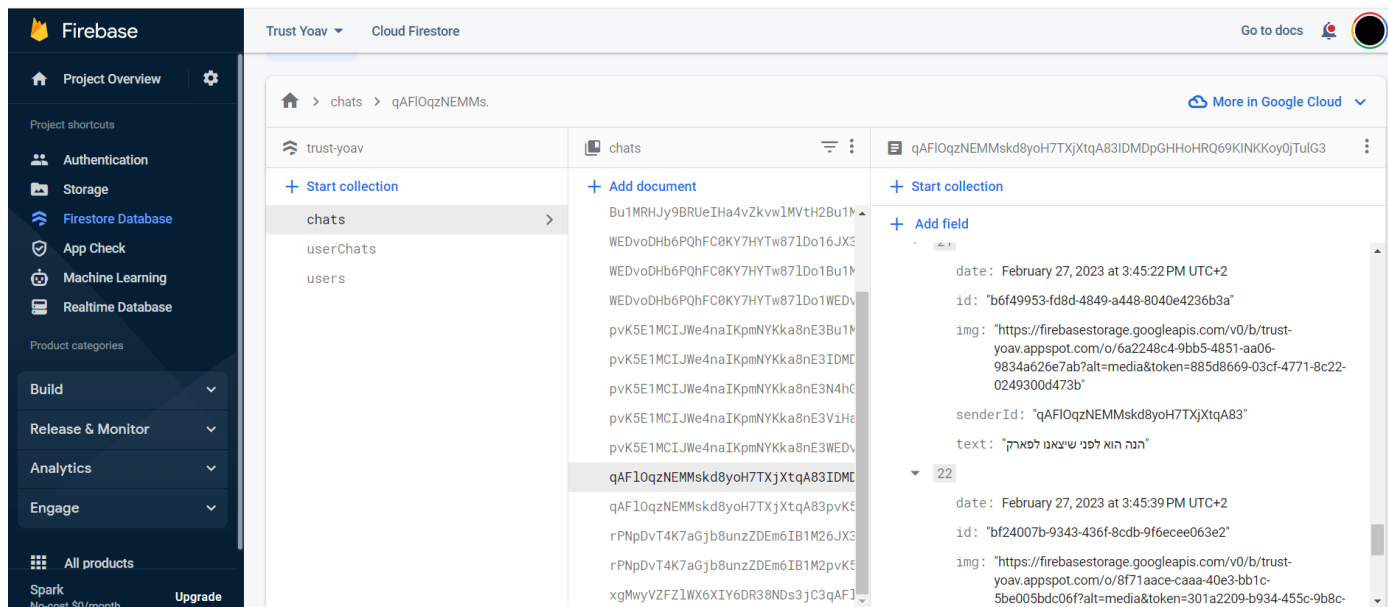 Firebase
Trust Yoav
Cloud Firestore
Go to docs
Project Overview
chats
qAFlOqzNEMMs.
More in Google Cloud
Project shortcuts
trust-yoav
chats
qAFlOqzNEMMskd8yoH7TXjXtqA83IDMDpGHHoHRQ69KINKKoy0jTulG3
Authentication
Storage
Firestore Database
App Check
Machine Learning
Realtime Database
Product categories
Build
Release & Monitor
Analytics
Engage
All products
Spark
No-cost $0/month
Upgrade
Start collection
chats
userChats
users
Add document
Bu1MRHJy9BRUeIHa4vZkvwlMVtH2Bu1M
WEDvoDHb6PQhFC0KY7HYTw87lDo16JX3
WEDvoDHb6PQhFC0KY7HYTw87lDo1Bu1M
WEDvoDHb6PQhFC0KY7HYTw87lDo1WEDv
pvK5E1MCIJWe4naIKpmNYKka8nE3Bu1M
pvK5E1MCIJWe4naIKpmNYKka8nE3IDMD
pvK5E1MCIJWe4naIKpmNYKka8nE3N4hG
pvK5E1MCIJWe4naIKpmNYKka8nE3ViHa
pvK5E1MCIJWe4naIKpmNYKka8nE3WEDv
qAFlOqzNEMMskd8yoH7TXjXtqA83IDMD
qAFlOqzNEMMskd8yoH7TXjXtqA83pvK5
rPNpDvT4K7aGjb8unzZDEm6IB1M26JX3
rPNpDvT4K7aGjb8unzZDEm6IB1M2pvK5
xgMwyVZFZlWX6XIY6DR38NDs3jC3qAFl
Start collection
Add field
21
date: February 27, 2023 at 3:45:22 PM UTC+2
id: "b6f49953-fd8d-4849-a448-8040e4236b3a"
img: "https://firebasestorage.googleapis.com/v0/b/trust-
yoav.appspot.com/o/6a2248c4-9bb5-4851-aa06-
9834a626e7ab?alt=media&token=885d8669-03cf-4771-8c22-
0249300d473b"
senderId: "qAFlOqzNEMMskd8yoH7TXjXtqA83"
text: "הנה הוא לפני שיצאנו לפארק"
22
date: February 27, 2023 at 3:45:39 PM UTC+2
id: "bf24007b-9343-436f-8cdb-9f6ecee063e2"
img: "https://firebasestorage.googleapis.com/v0/b/trust-
yoav.appspot.com/o/8f71aace-caaa-40e3-bb1c-
5be005bdc06f?alt=media&token=301a2209-b934-455c-9b8c-